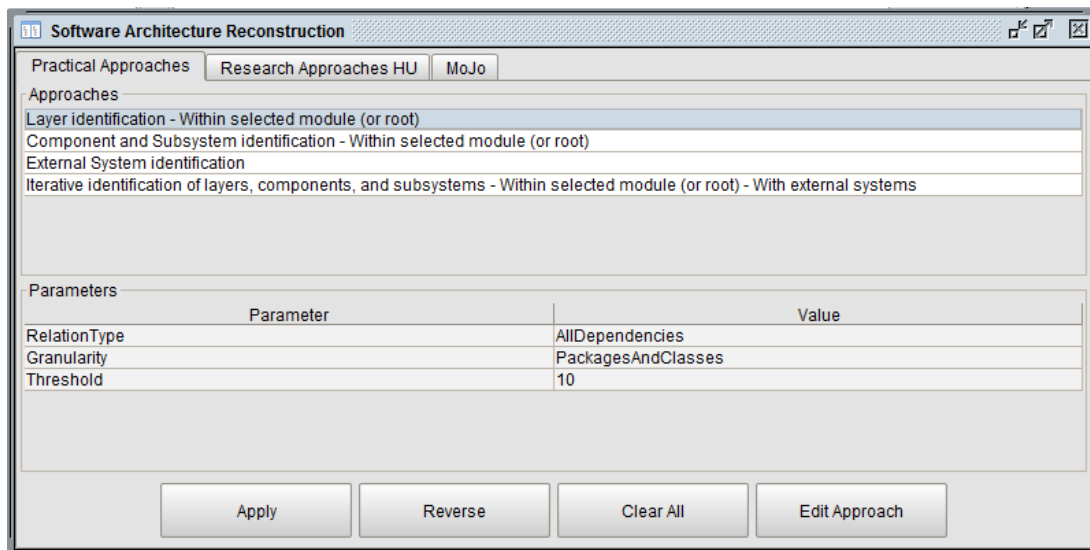 Software Architecture Reconstruction
Practical Approaches Research Approaches HU MoJo
Approaches
Layer identification - Within selected module (or root)
Component and Subsystem identification - Within selected module (or root)
External System identification
Iterative identification of layers, components, and subsystems - Within selected module (or root) - With external systems
Parameters
Parameter Value
RelationType AllDependencies
Granularity PackagesAndClasses
Threshold 10
Apply Reverse Clear All Edit Approach